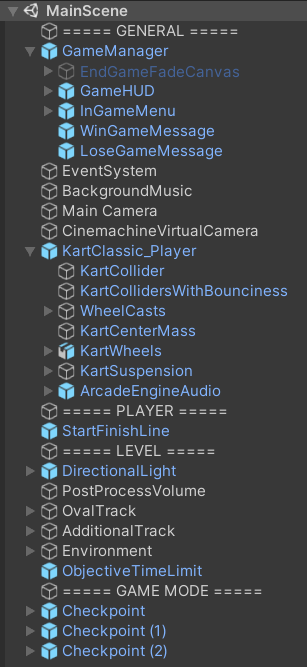 MainScene
===== GENERAL =====
GameManager
EndGameFadeCanvas
GameHUD
InGameMenu
WinGameMessage
LoseGameMessage
EventSystem
BackgroundMusic
Main Camera
CinemachineVirtualCamera
KartClassic_Player
KartCollider
KartCollidersWithBounciness
WheelCasts
KartCenterMass
KartWheels
KartSuspension
ArcadeEngineAudio
===== PLAYER =====
StartFinishLine
===== LEVEL =====
DirectionalLight
PostProcessVolume
OvalTrack
AdditionalTrack
Environment
ObjectiveTimeLimit
===== GAME MODE =====
Checkpoint
Checkpoint (1)
Checkpoint (2)